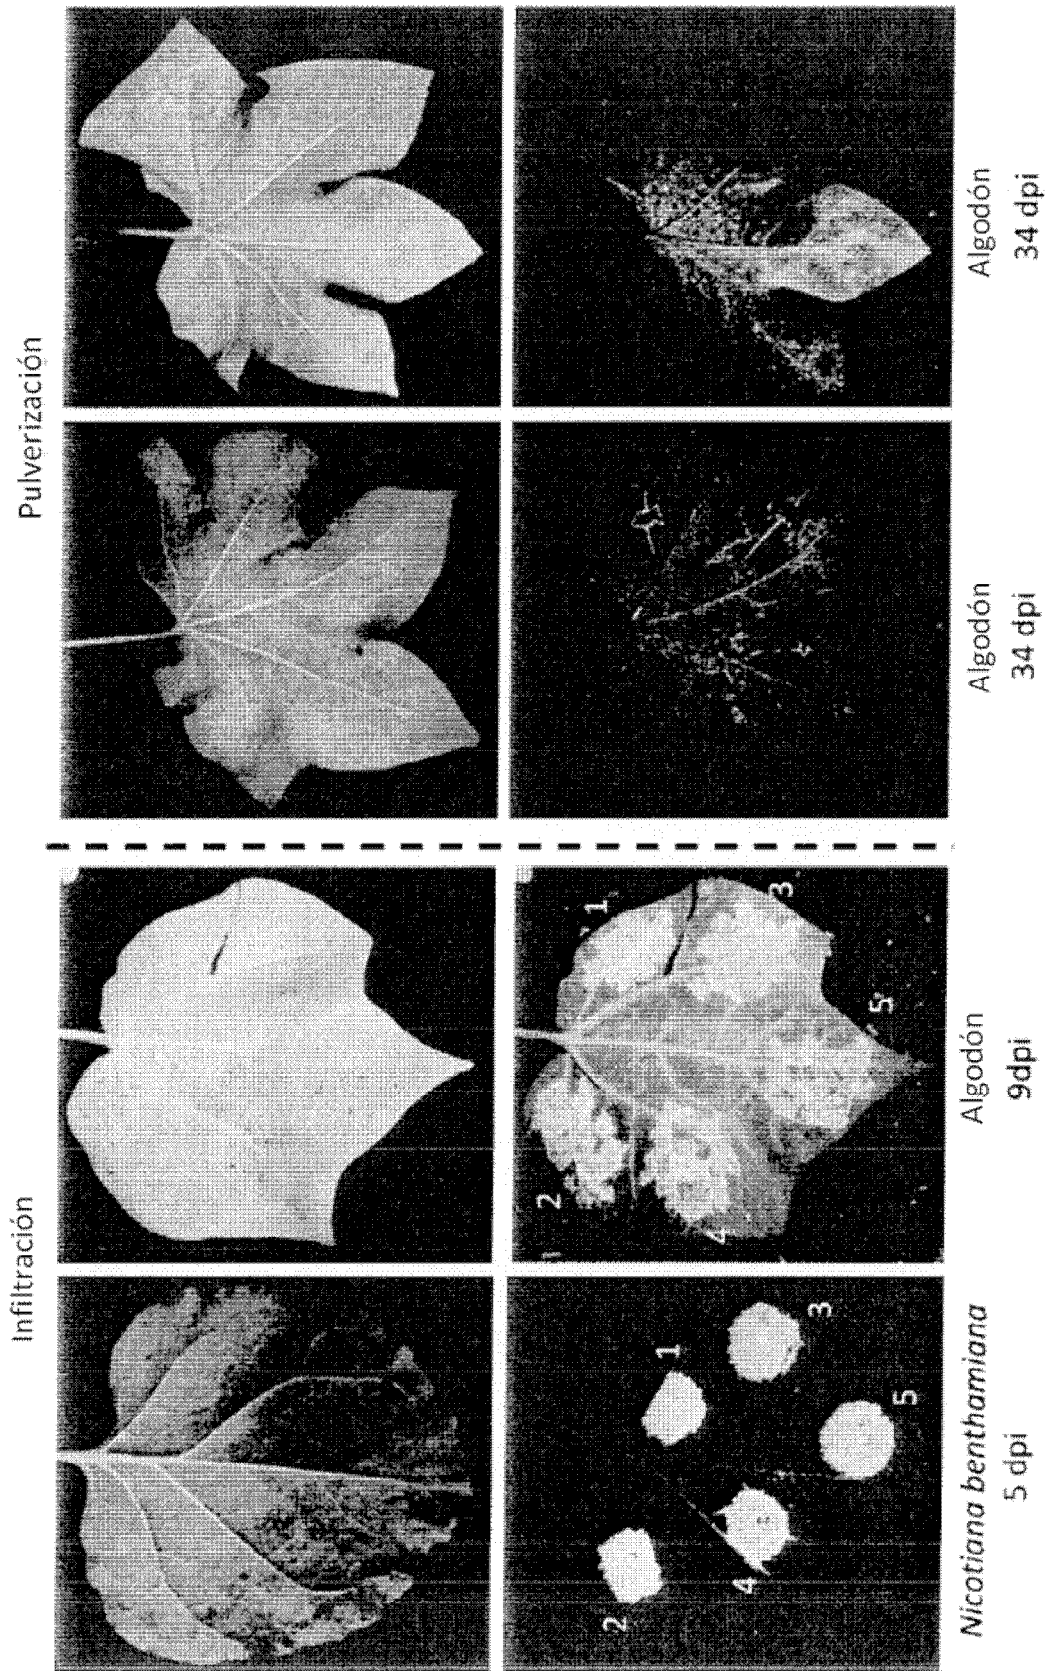 Infiltración
Pulverización
1
2
3
4
5
1
2
3
4
5
Nicotiana benthamiana
5 dpi
Algodón
9dpi
Algodón
34 dpi
Algodón
34 dpi